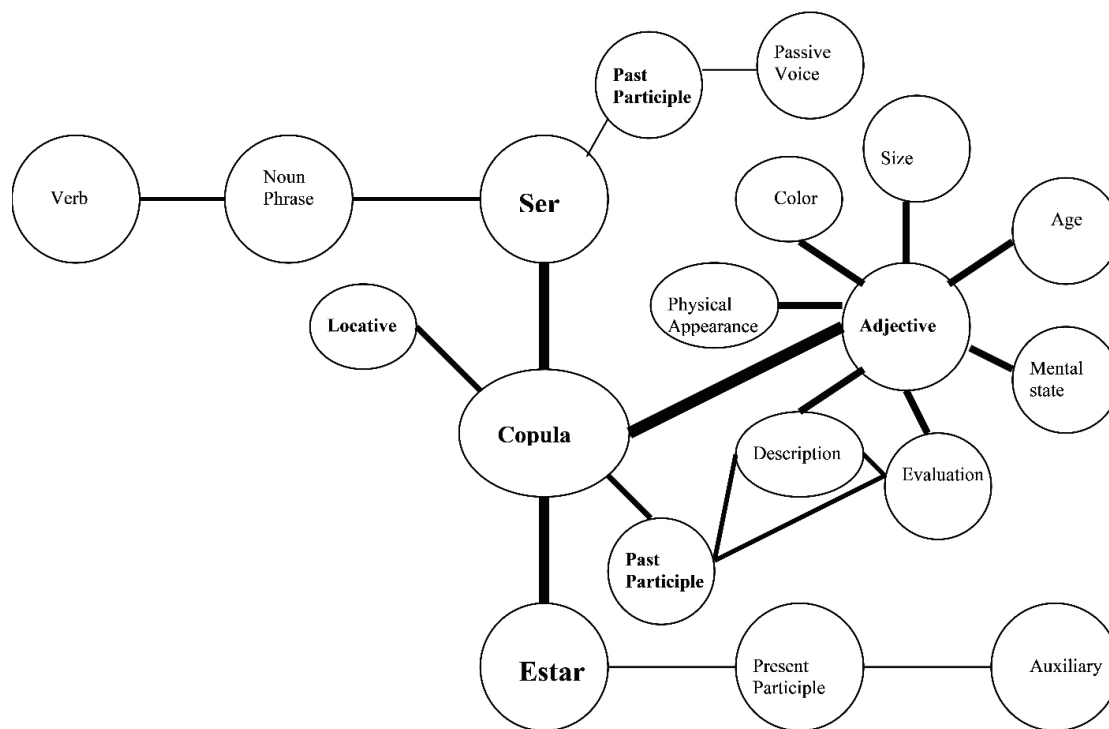 Passive
Voice
Past
Participle
Size
Verb
Noun
Phrase
Ser
Color
Age
Physical
Appearance
Locative
Adjective
Mental
state
Copula
Description
Evaluation
Past
Participle
Estar
Present
Participle
Auxiliary